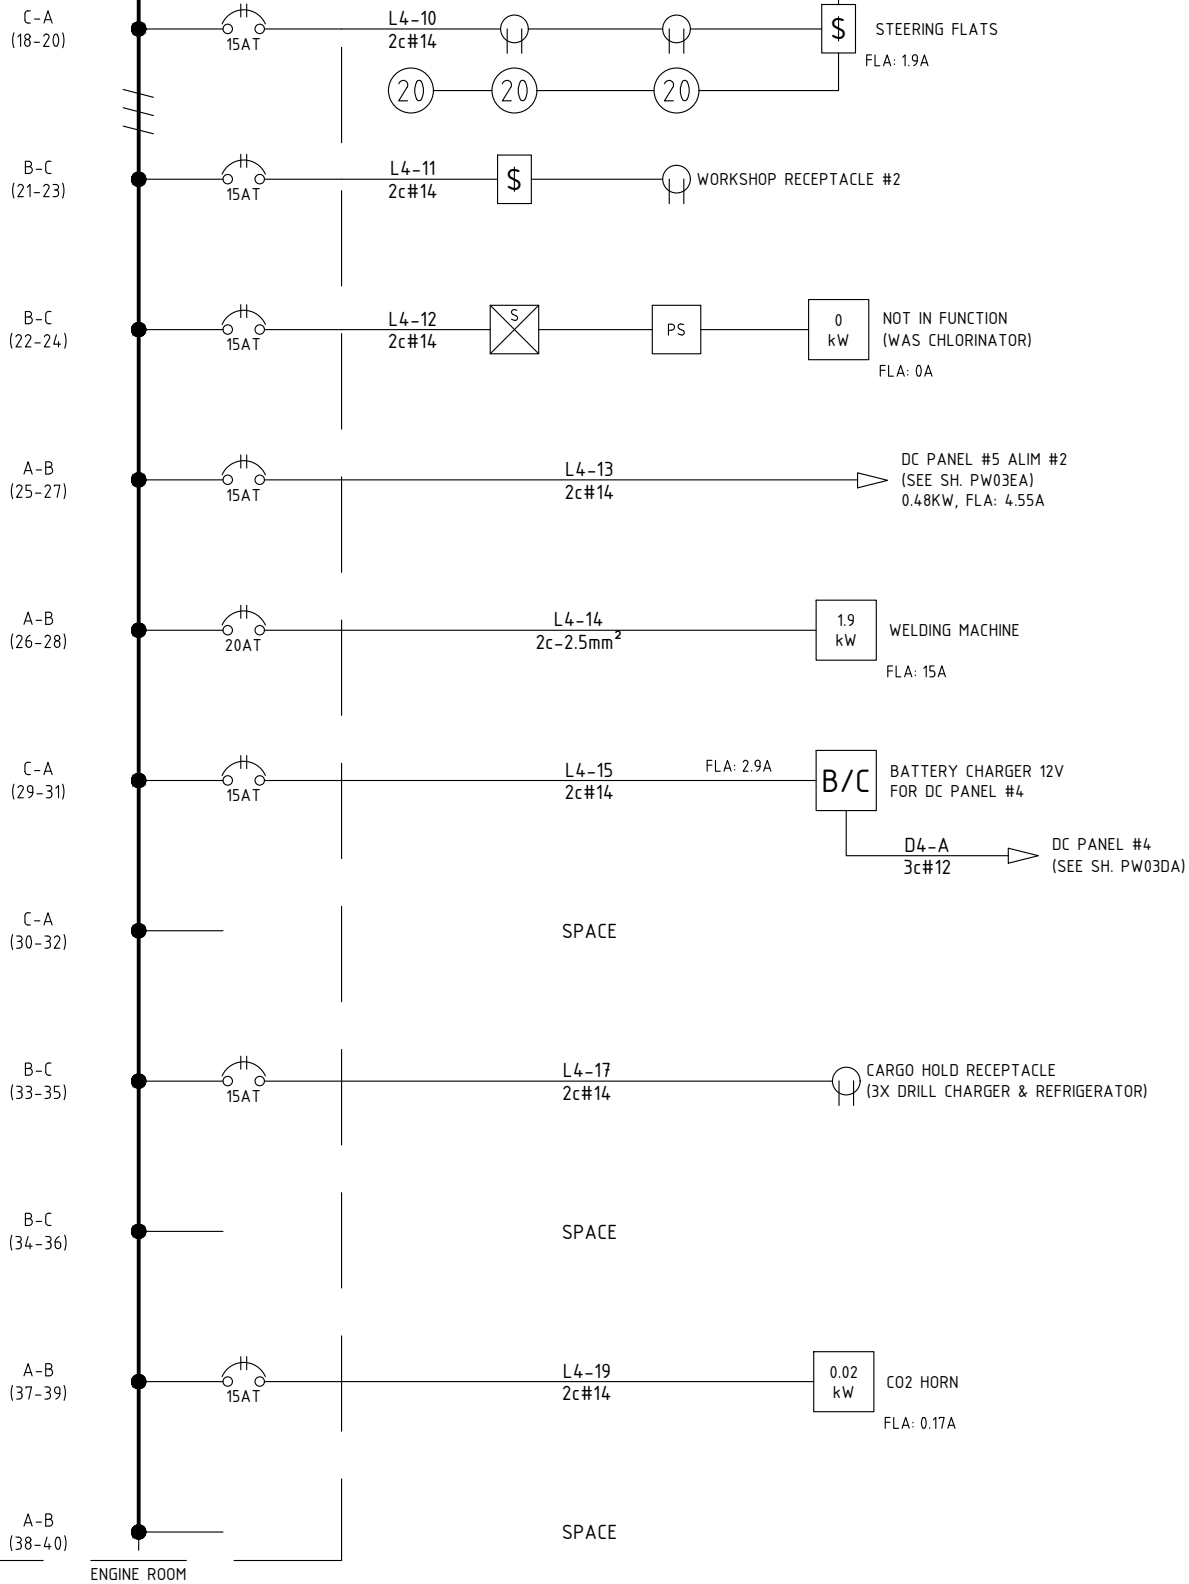 C-A
(18-20)
15AT
L4-10
2c#14
$
STEERING FLATS
FLA: 1.9A
20
20
20
B-C
(21-23)
15AT
L4-11
2c#14
$
WORKSHOP RECEPTACLE #2
B-C
(22-24)
15AT
L4-12
2c#14
S
PS
0
kW
NOT IN FUNCTION
(WAS CHLORINATOR)
FLA: 0A
A-B
(25-27)
15AT
L4-13
2c#14
DC PANEL #5 ALIM #2
(SEE SH. PW03EA)
0.48KW, FLA: 4.55A
A-B
(26-28)
20AT
L4-14
2c-2.5mm²
1.9
kW
WELDING MACHINE
FLA: 15A
C-A
(29-31)
15AT
L4-15
2c#14
FLA: 2.9A
B/C
BATTERY CHARGER 12V
FOR DC PANEL #4
D4-A
3c#12
DC PANEL #4
(SEE SH. PW03DA)
C-A
(30-32)
SPACE
B-C
(33-35)
15AT
L4-17
2c#14
CARGO HOLD RECEPTACLE
(3X DRILL CHARGER & REFRIGERATOR)
B-C
(34-36)
SPACE
A-B
(37-39)
15AT
L4-19
2c#14
0.02
kW
CO2 HORN
FLA: 0.17A
A-B
(38-40)
SPACE
ENGINE ROOM